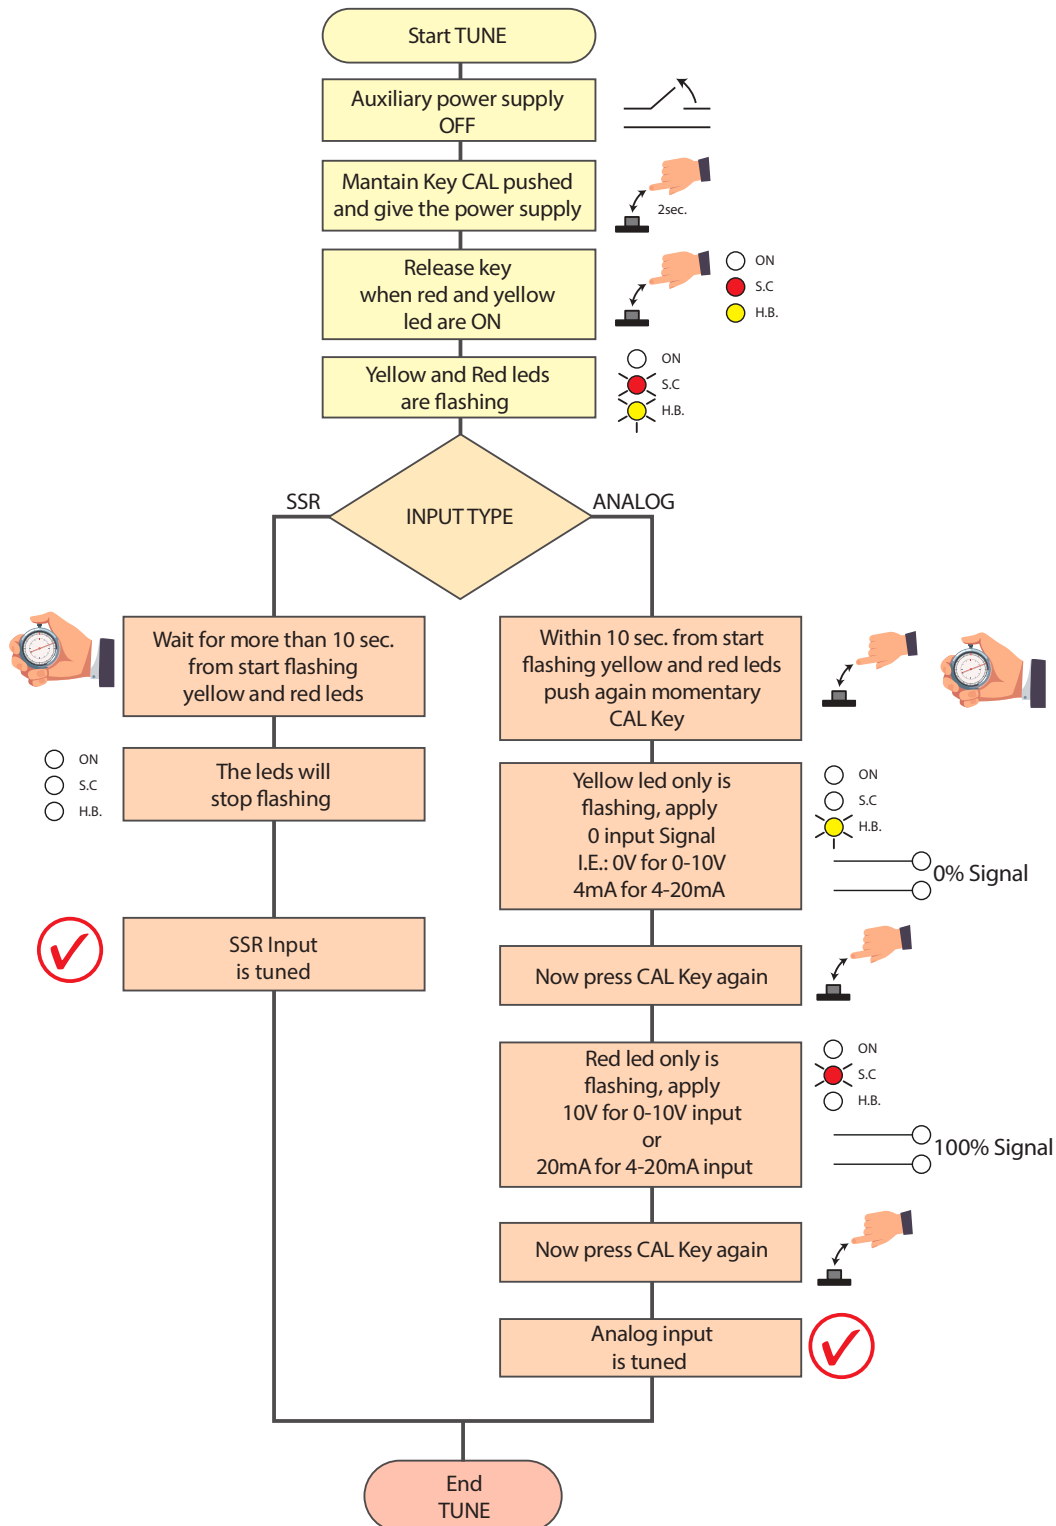 Start TUNE
Auxiliary power supply
OFF
Mantain Key CAL pushed
and give the power supply
2sec.
Release key
when red and yellow
led are ON
ON
S.C
H.B.
Yellow and Red leds
are flashing
ON
S.C
H.B.
SSR
INPUT TYPE
ANALOG
Wait for more than 10 sec.
from start flashing
yellow and red leds
ON
S.C
H.B.
The leds will
stop flashing
SSR Input
is tuned
Within 10 sec. from start
flashing yellow and red leds
push again momentary
CAL Key
Yellow led only is
flashing, apply
0 input Signal
I.E.: 0V for 0-10V
4mA for 4-20mA
ON
S.C
H.B.
0% Signal
Now press CAL Key again
Red led only is
flashing, apply
10V for 0-10V input
or
20mA for 4-20mA input
ON
S.C
H.B.
100% Signal
Now press CAL Key again
Analog input
is tuned
End
TUNE